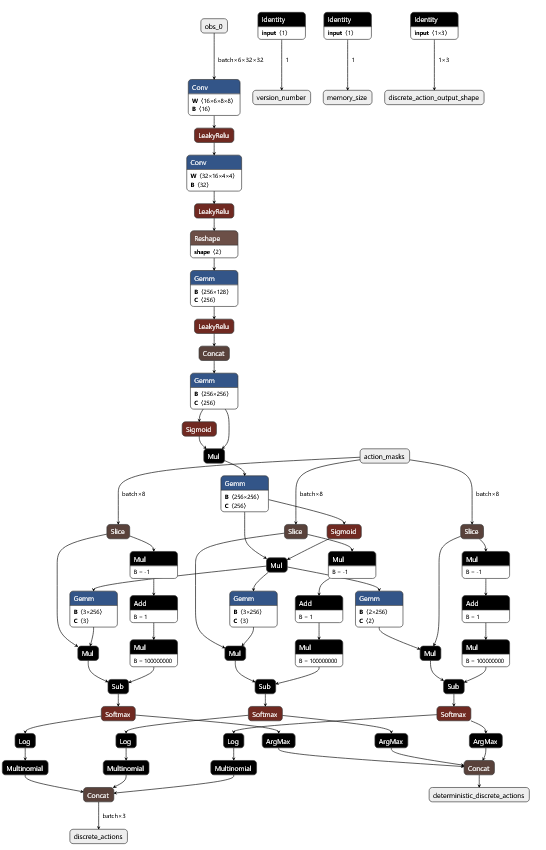 obs_0
Identity
input ⟨1⟩
Identity
input ⟨1⟩
Identity
input ⟨1×3⟩
batch×6×32×32
1
1
1×3
Conv
W ⟨16×6×8×8⟩
B ⟨16⟩
version_number
memory_size
discrete_action_output_shape
LeakyRelu
Conv
W ⟨32×16×4×4⟩
B ⟨32⟩
LeakyRelu
Reshape
shape ⟨2⟩
Gemm
B ⟨256×128⟩
C ⟨256⟩
LeakyRelu
Concat
Gemm
B ⟨256×256⟩
C ⟨256⟩
Sigmoid
Mul
action_masks
Gemm
B ⟨256×256⟩
C ⟨256⟩
batch×8
batch×8
batch×8
Slice
Slice
Sigmoid
Slice
Mul
B = -1
Mul
Mul
B = -1
Mul
B = -1
Gemm
B ⟨3×256⟩
C ⟨3⟩
Add
B = 1
Gemm
B ⟨3×256⟩
C ⟨3⟩
Add
B = 1
Gemm
B ⟨2×256⟩
C ⟨2⟩
Add
B = 1
Mul
Mul
B = 100000000
Mul
Mul
B = 100000000
Mul
Mul
B = 100000000
Sub
Sub
Sub
Softmax
Softmax
Softmax
Log
Log
Log
ArgMax
ArgMax
ArgMax
Multinomial
Multinomial
Multinomial
Concat
Concat
batch×3
deterministic_discrete_actions
discrete_actions